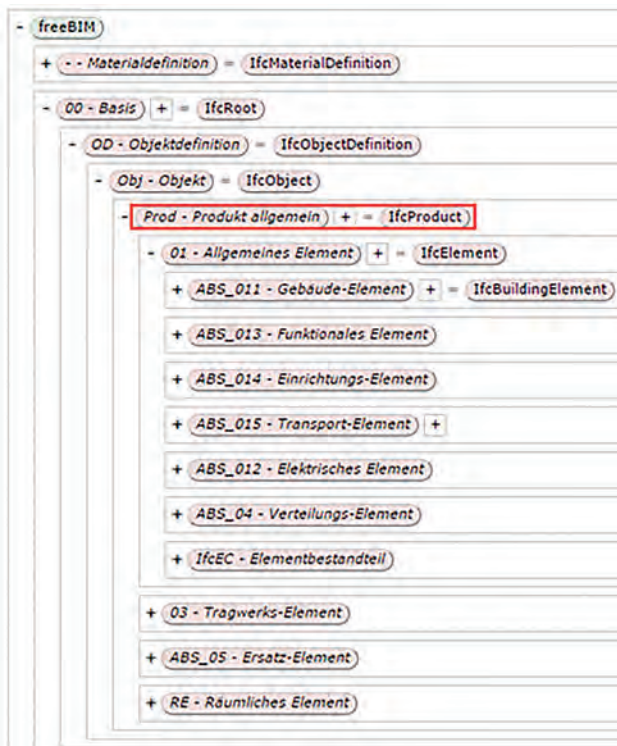 - freeBIM
+ - - Materialdefinition = IfcMaterialDefinition
- 00 - Basis + = IfcRoot
- OD - Objektdefinition = IfcObjectDefinition
- Obj - Objekt = IfcObject
- Prod - Produkt allgemein + = IfcProduct
- 01 - Allgemeines Element + = IfcElement
+ ABS_011 - Gebäude-Element + = IfcBuildingElement
+ ABS_013 - Funktionales Element
+ ABS_014 - Einrichtungs-Element
+ ABS_015 - Transport-Element +
+ ABS_012 - Elektrisches Element
+ ABS_04 - Verteilungs-Element
+ IfcEC - Elementbestandteil
+ 03 - Tragwerks-Element
+ ABS_05 - Ersatz-Element
+ RE - Räumliches Element